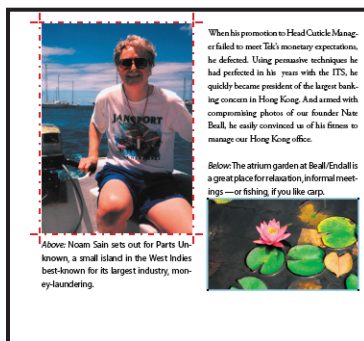 JANSPORT
Above: Noam Sain sets out for Parts Un-
known, a small island in the West Indies
best-known for its largest industry, mon-
ey-laundering.
When his promotion to Head Cuticle Manag-
er failed to meet Tek's monetary expectations,
he defected. Using persuasive techniques he
had perfected in his years with the ITS, he
quickly became president of the largest bank-
ing concern in Hong Kong. And armed with
compromising photos of our founder Nate
Beall, he easily convinced us of his fitness to
manage our Hong Kong office.
Below: The atrium garden at Beall/Endall is
a great place for relaxation, informal meet-
ings — or fishing, if you like carp.